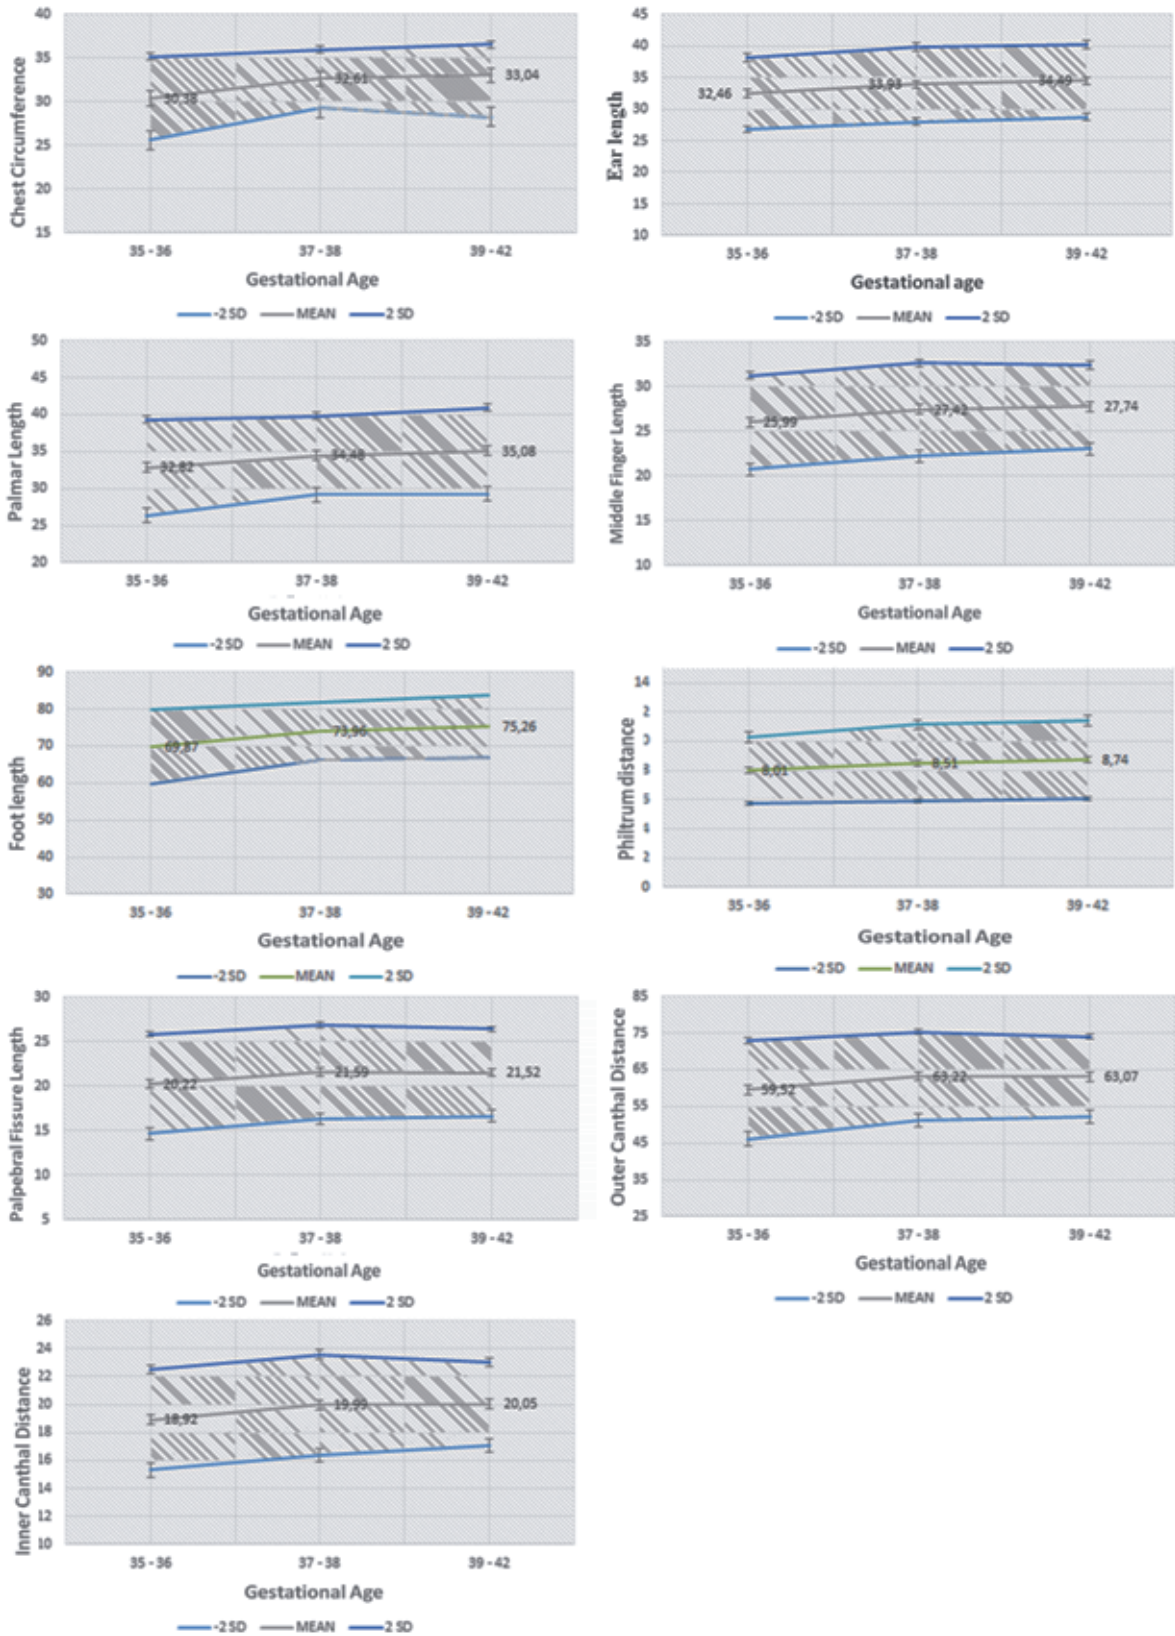 Chest Circumference
40
35
30
25
20
15
30,38
32,61
33,04
35 - 36
37 - 38
39 - 42
Gestational Age
-2 SD
MEAN
2 SD
Ear length
45
40
35
30
25
20
15
10
32,46
33,93
34,49
35 - 36
37 - 38
39 - 42
Gestational age
-2 SD
MEAN
2 SD
Palmar Length
50
45
40
35
30
25
20
32,82
34,48
35,08
35 - 36
37 - 38
39 - 42
Gestational Age
-2 SD
MEAN
2 SD
Middle Finger Length
35
30
25
20
15
10
25,99
27,42
27,74
35 - 36
37 - 38
39 - 42
Gestational Age
-2 SD
MEAN
2 SD
Foot length
90
80
70
60
50
40
30
69,87
73,96
75,26
35 - 36
37 - 38
39 - 42
Gestational Age
-2 SD
MEAN
2 SD
Philtrum distance
14
2
0
8
4
2
0
8,01
8,51
8,74
35 - 36
37 - 38
39 - 42
Gestational Age
-2 SD
MEAN
2 SD
Palpebral Fissure Length
30
25
20
15
10
5
20,22
21,59
21,52
35 - 36
37 - 38
39 - 42
Gestational Age
-2 SD
MEAN
2 SD
Outer Canthal Distance
85
75
65
55
45
35
25
59,52
63,22
63,07
35 - 36
37 - 38
39 - 42
Gestational Age
-2 SD
MEAN
2 SD
Inner Canthal Distance
26
24
22
20
18
16
14
12
10
18,92
19,99
20,05
35 - 36
37 - 38
39 - 42
Gestational Age
-2 SD
MEAN
2 SD